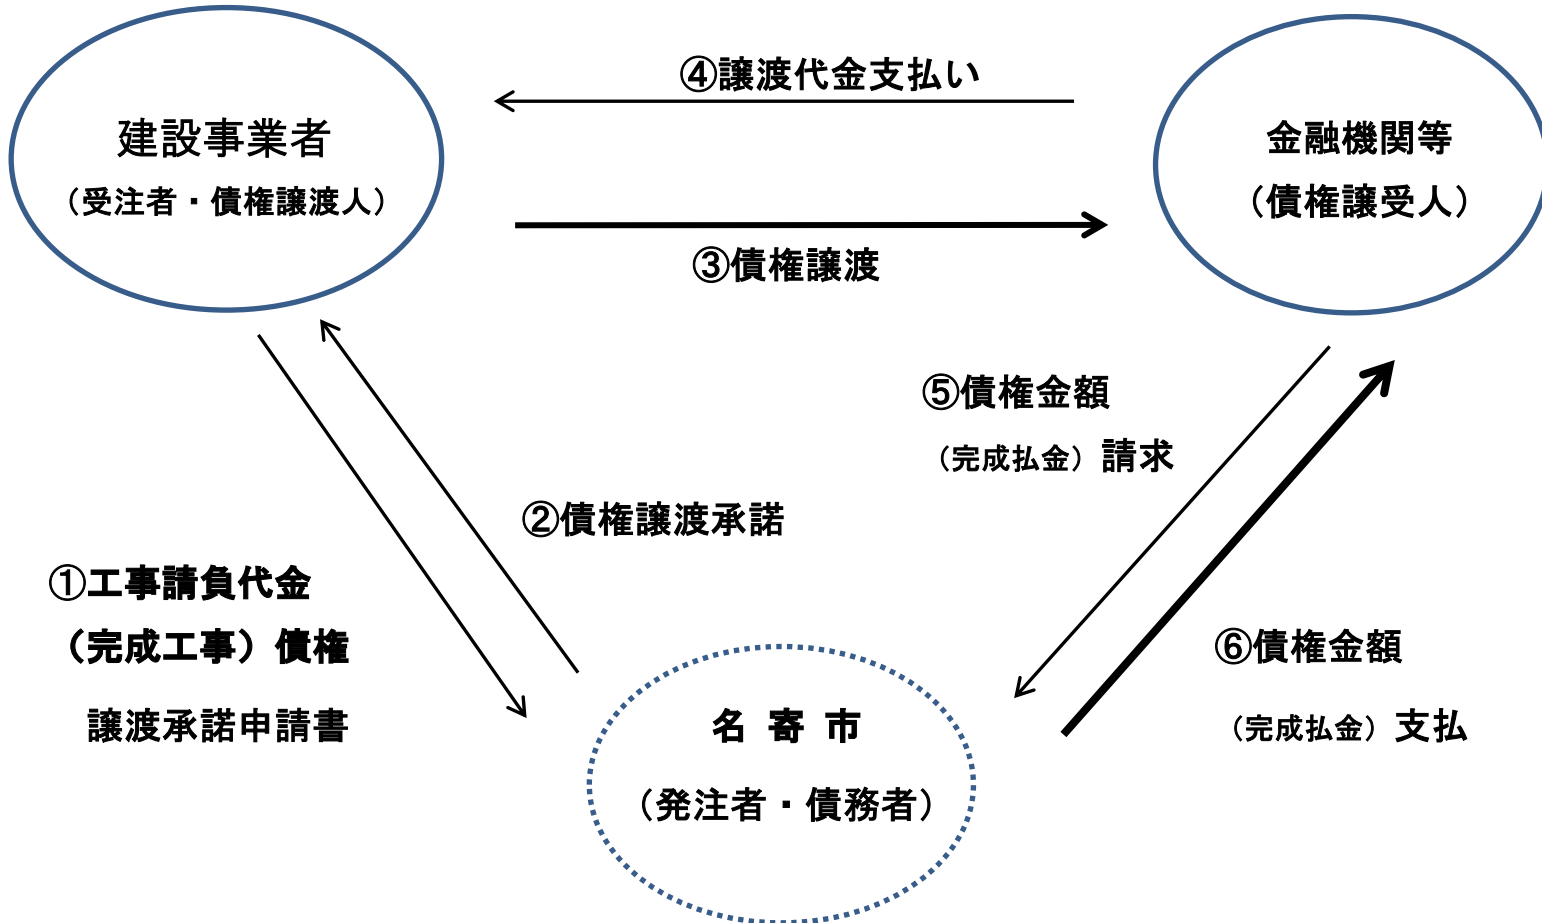 ④譲渡代金支払い
建設事業者
（受注者・債権譲渡人）
金融機関等
（債権譲受人）
③債権譲渡
⑤債権金額
（完成払金）請求
②債権譲渡承諾
①工事請負代金
（完成工事）債権
譲渡承諾申請書
⑥債権金額
（完成払金）支払
名 寄 市
（発注者・債務者）